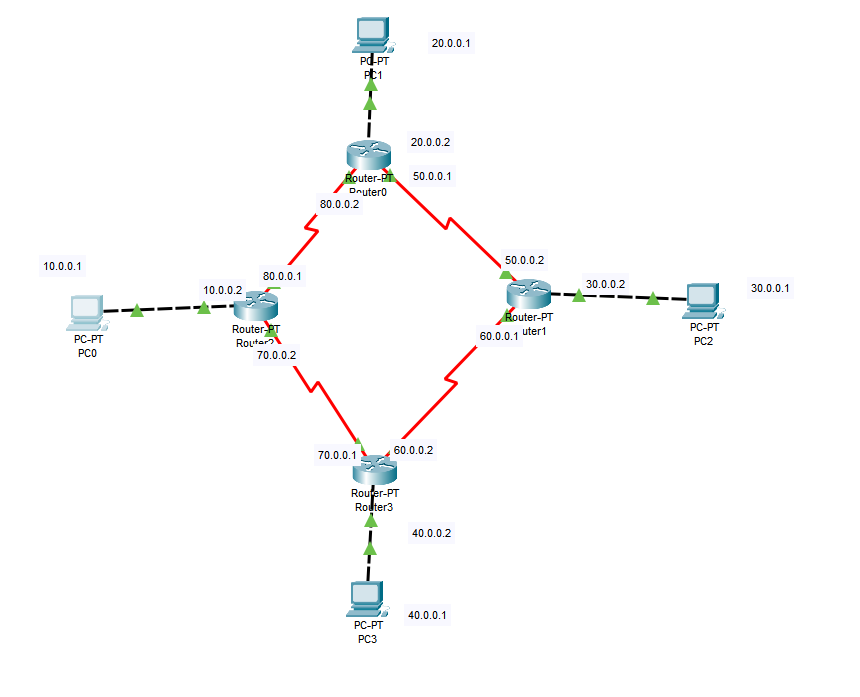 20.0.0.1
PC-PT
PC1
20.0.0.2
50.0.0.1
Router-PT
Router0
80.0.0.2
50.0.0.2
10.0.0.1
80.0.0.1
10.0.0.2
30.0.0.2
30.0.0.1
PC-PT
PC0
Router-PT
Router2
70.0.0.2
Router-PT
uter1
60.0.0.1
PC-PT
PC2
70.0.0.1
60.0.0.2
Router-PT
Router3
40.0.0.2
40.0.0.1
PC-PT
PC3